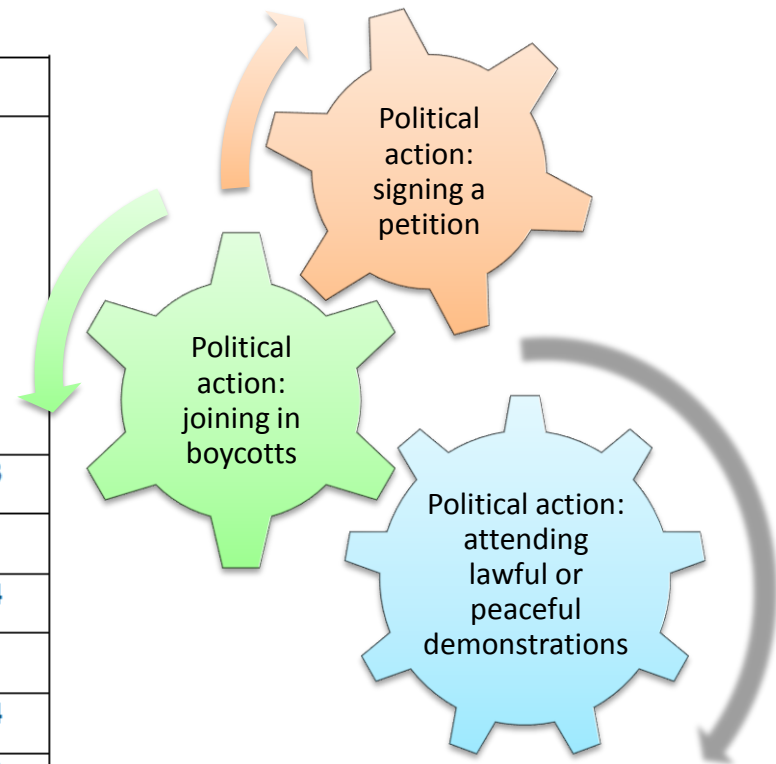 Political
action:
signing a
petition
Political
action:
joining in
boycotts
Political action:
attending
lawful or
peaceful
demonstrations